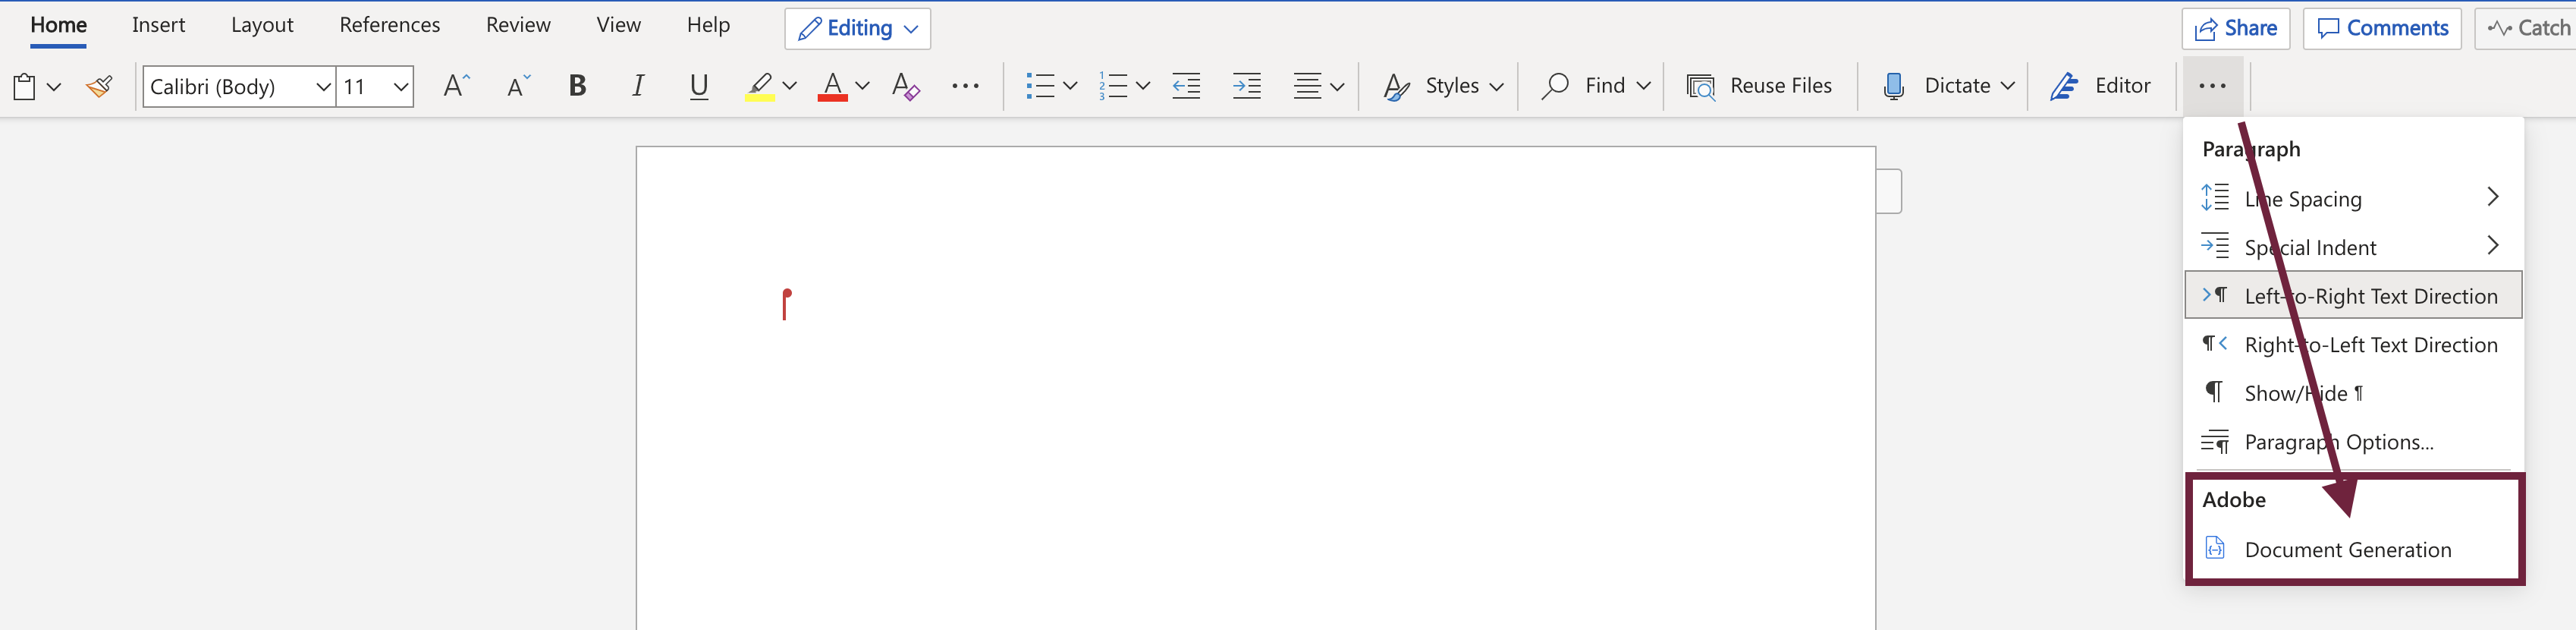 Home Insert Layout References Review View Help Editing Share Comments Catch
Calibri (Body) 11 A A B I U A A Styles Find Reuse Files Dictate Editor
Paragraph
Line Spacing
Special Indent
Left-to-Right Text Direction
Right-to-Left Text Direction
Show/Hide ¶
Paragraph Options...
Adobe
Document Generation